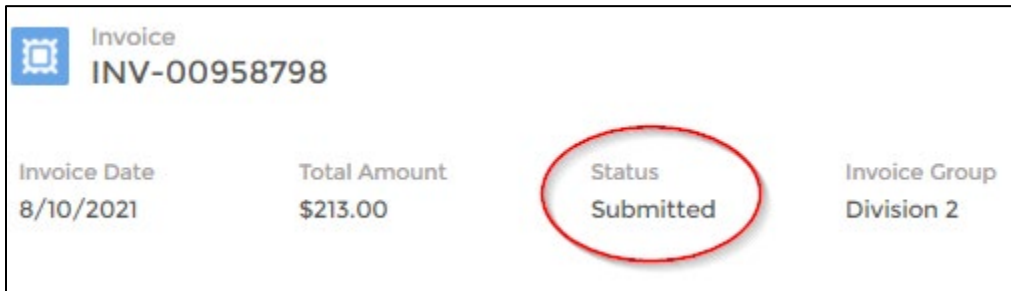 Invoice
INV-00958798
Invoice Date Total Amount Status Invoice Group
8/10/2021 $213.00 Submitted Division 2